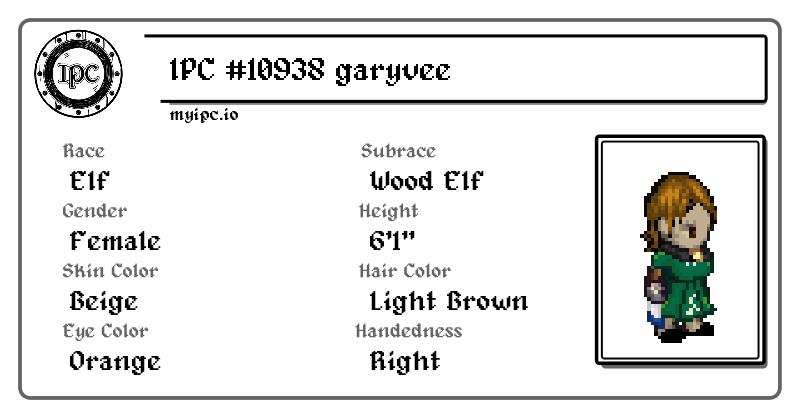 IPC
IPC #10938 garyvee
myipc.io
Race
Elf
Subrace
Wood Elf
Gender
Female
Height
6'1"
Skin Color
Beige
Hair Color
Light Brown
Eye Color
Orange
Handedness
Right